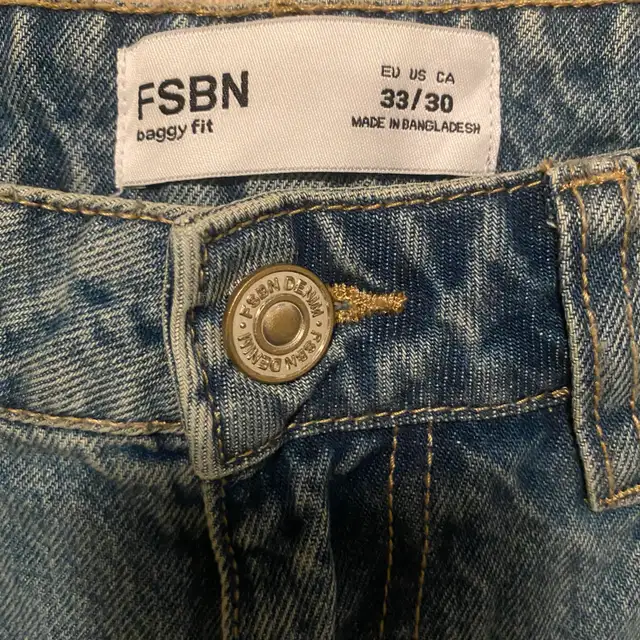 FSBN
baggy fit
EU US CA
33/30
MADE IN BANGLADESH
FSBN DENIM · FSBN DENIM ·